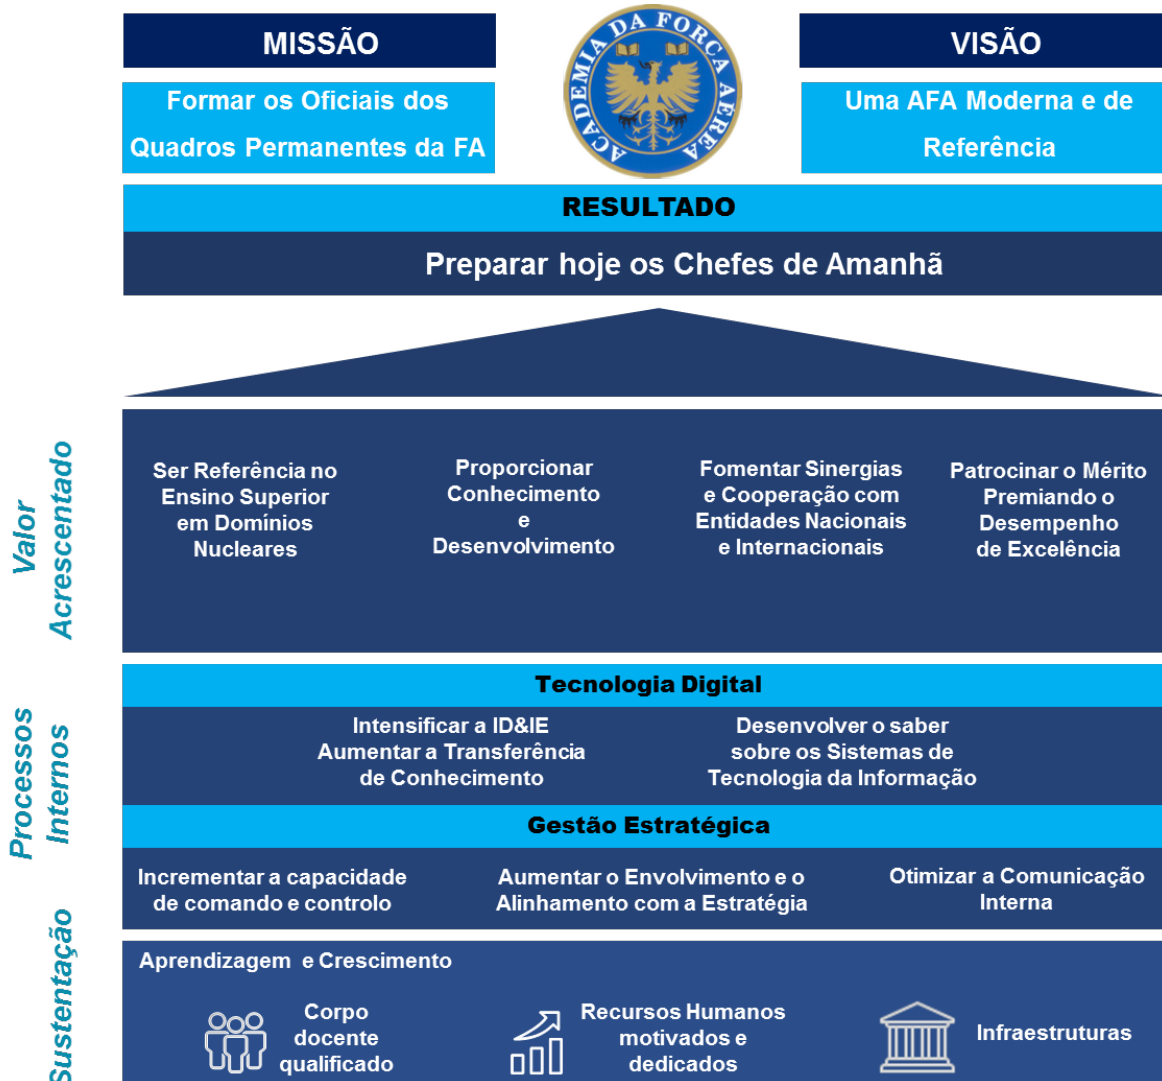 MISSÃO
ACADEMIA DA FORÇA AÉREA
VISÃO
Formar os Oficiais dos
Quadros Permanentes da FA
Uma AFA Moderna e de
Referência
RESULTADO
Preparar hoje os Chefes de Amanhã
Valor
Acrescentado
Ser Referência no
Ensino Superior
em Domínios
Nucleares
Proporcionar
Conhecimento
e
Desenvolvimento
Fomentar Sinergias
e Cooperação com
Entidades Nacionais
e Internacionais
Patrocinar o Mérito
Premiando o
Desempenho
de Excelência
Processos
Internos
Tecnologia Digital
Intensificar a ID&IE
Aumentar a Transferência
de Conhecimento
Desenvolver o saber
sobre os Sistemas de
Tecnologia da Informação
Gestão Estratégica
Incrementar a capacidade
de comando e controlo
Aumentar o Envolvimento e o
Alinhamento com a Estratégia
Otimizar a Comunicação
Interna
Sustentação
Aprendizagem e Crescimento
Corpo
docente
qualificado
Recursos Humanos
motivados e
dedicados
Infraestruturas